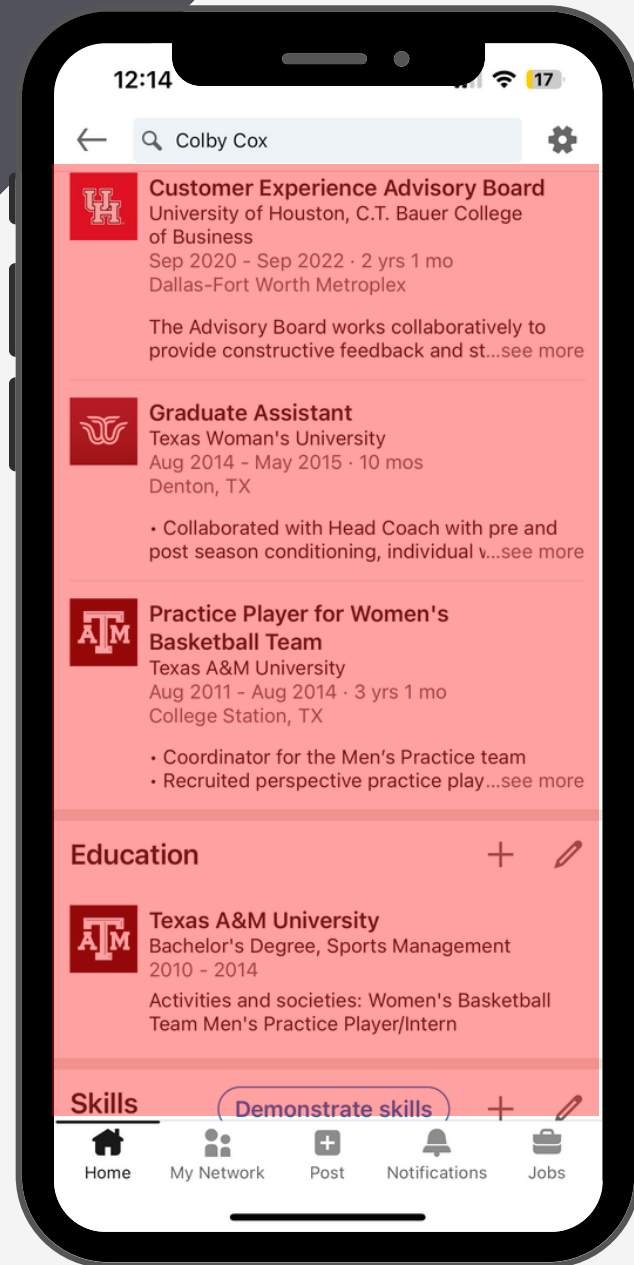 12:14
17
Colby Cox
UH
Customer Experience Advisory Board
University of Houston, C.T. Bauer College
of Business
Sep 2020 - Sep 2022 · 2 yrs 1 mo
Dallas-Fort Worth Metroplex
The Advisory Board works collaboratively to
provide constructive feedback and st...see more
Graduate Assistant
Texas Woman's University
Aug 2014 - May 2015 · 10 mos
Denton, TX
• Collaborated with Head Coach with pre and
post season conditioning, individual v...see more
ATM
Practice Player for Women's
Basketball Team
Texas A&M University
Aug 2011 - Aug 2014 · 3 yrs 1 mo
College Station, TX
• Coordinator for the Men's Practice team
• Recruited perspective practice play...see more
Education
ATM
Texas A&M University
Bachelor's Degree, Sports Management
2010 - 2014
Activities and societies: Women's Basketball
Team Men's Practice Player/Intern
Skills
Demonstrate skills
Home
My Network
Post
Notifications
Jobs